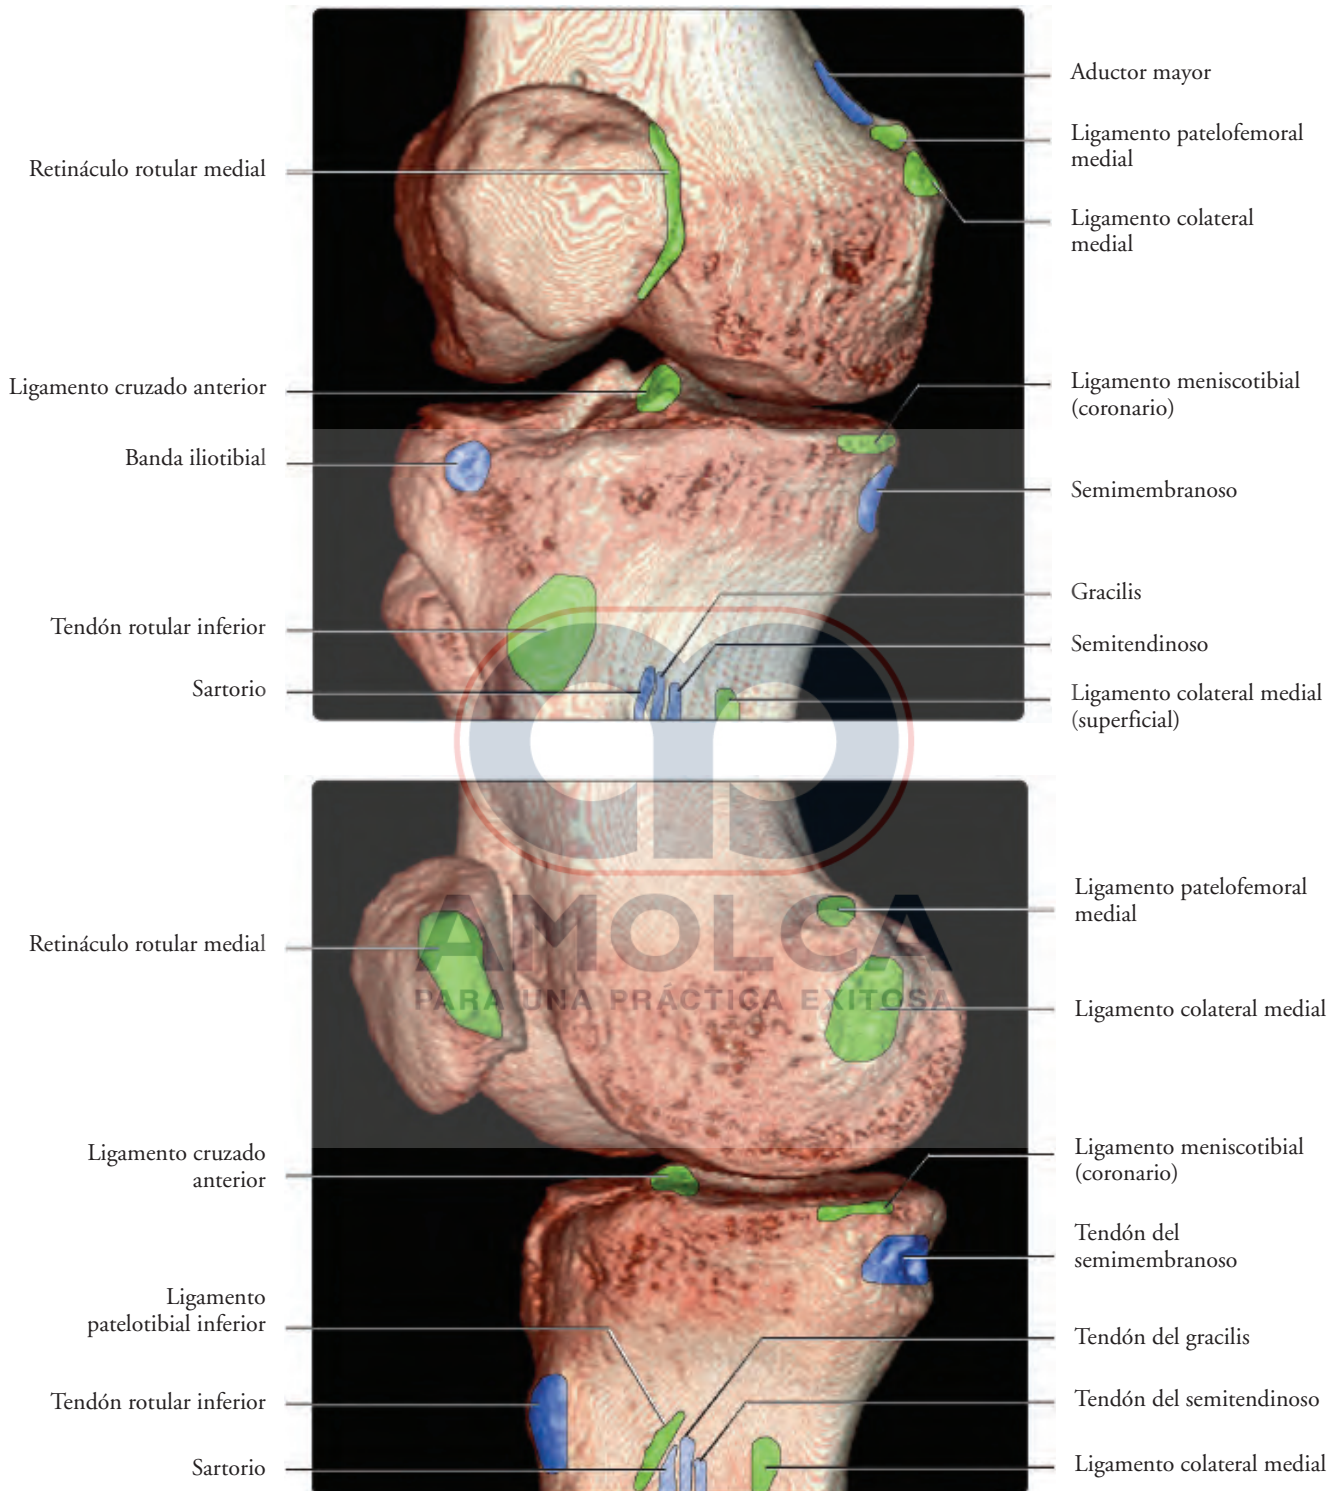 Aductor mayor
Ligamento patelofemoral
medial
Retináculo rotular medial
Ligamento colateral
medial
Ligamento cruzado anterior
Ligamento meniscotibial
(coronario)
Banda iliotibial
Semimembranoso
Gracilis
Tendón rotular inferior
Semitendinoso
Sartorio
Ligamento colateral medial
(superficial)
Ligamento patelofemoral
medial
Retináculo rotular medial
AMOLCA
PARA UNA PRÁCTICA EXITOSA
Ligamento colateral medial
Ligamento cruzado
anterior
Ligamento meniscotibial
(coronario)
Tendón del
semimembranoso
Ligamento
patelotibial inferior
Tendón del gracilis
Tendón rotular inferior
Tendón del semitendinoso
Sartorio
Ligamento colateral medial